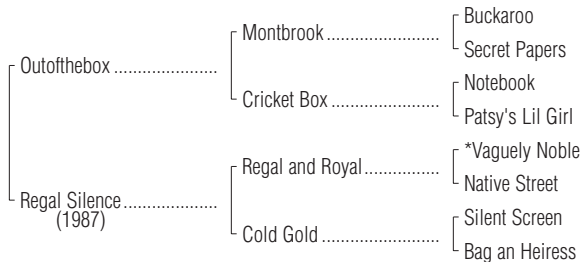 Buckaroo
Montbrook
Secret Papers
Outofthebox
Notebook
Cricket Box
Patsy's Lil Girl
*Vaguely Noble
Regal and Royal
Native Street
Regal Silence
(1987)
Silent Screen
Cold Gold
Bag an Heiress